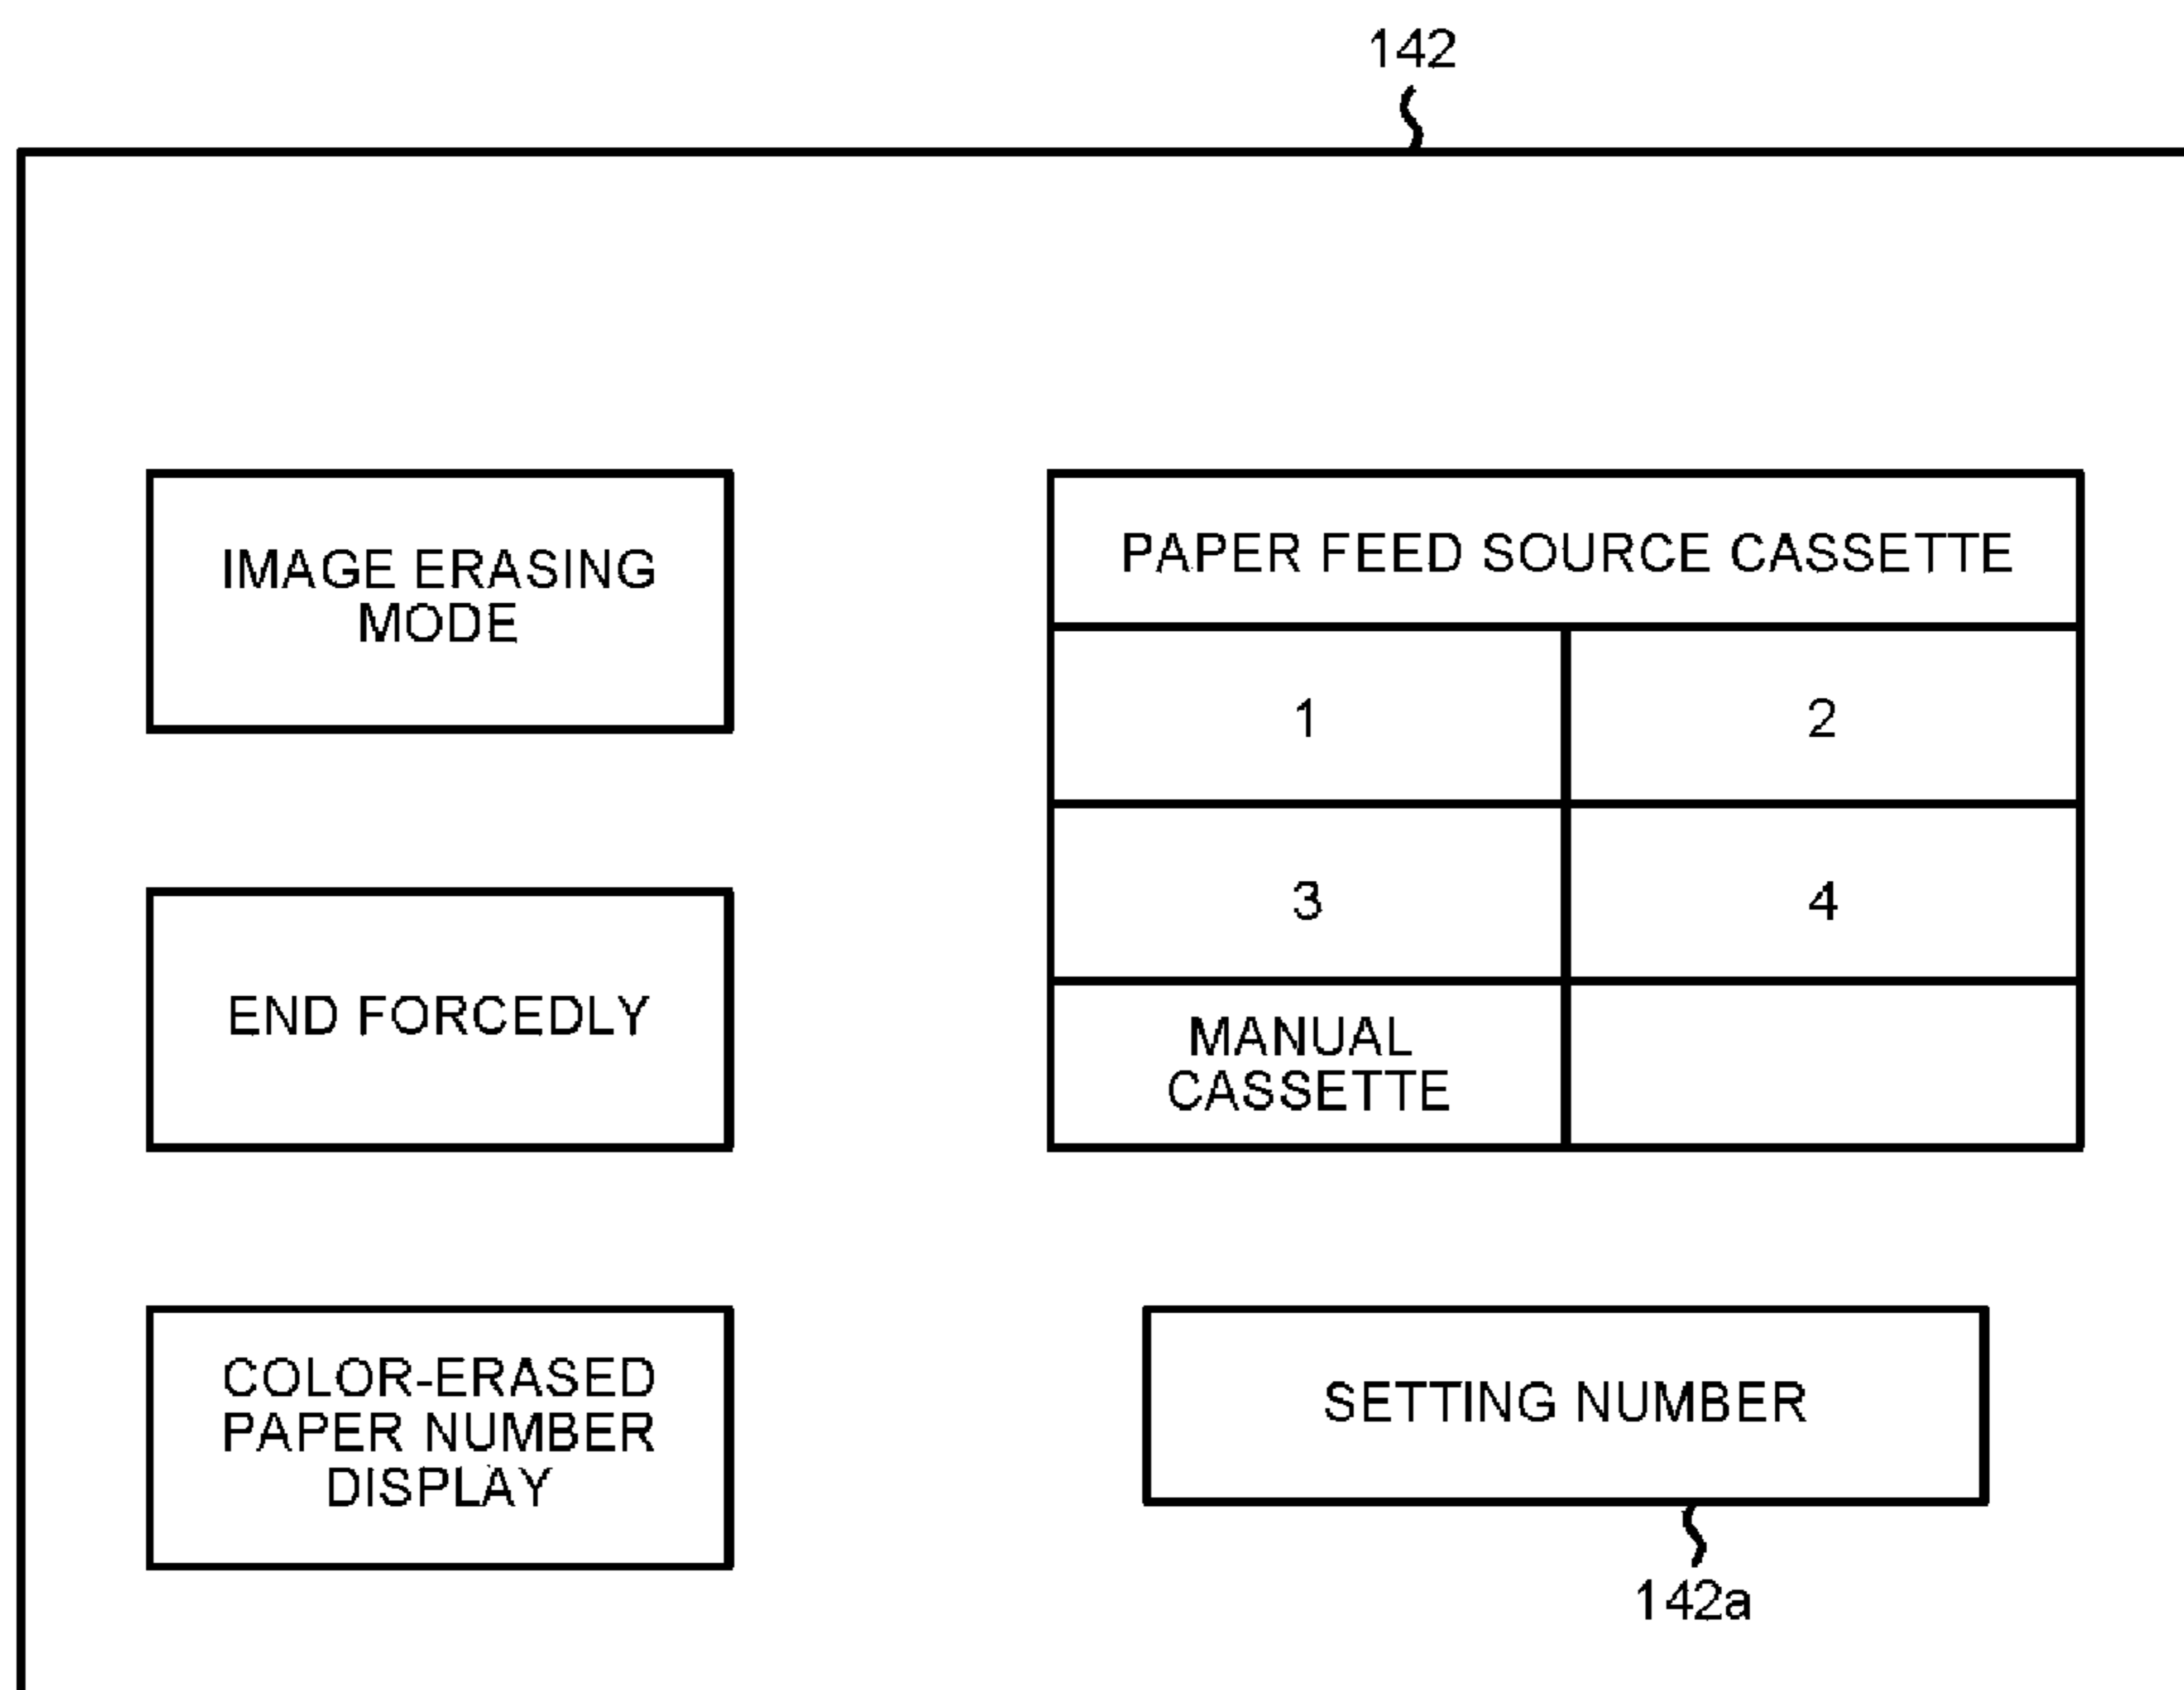 142
IMAGE ERASING
MODE
END FORCEDLY
COLOR-ERASED
PAPER NUMBER
DISPLAY
PAPER FEED SOURCE CASSETTE
1
2
3
4
MANUAL
CASSETTE
SETTING NUMBER
142a